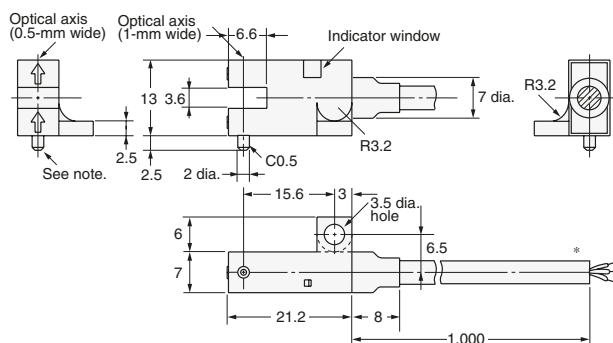 Optical axis
(0.5-mm wide)
Optical axis
(1-mm wide)
6.6
Indicator window
13
3.6
7 dia.
R3.2
R3.2
2.5
2.5
See note.
C0.5
2 dia.
15.6
3
3.5 dia.
hole
6
6.5
7
*
21.2
8
1,000